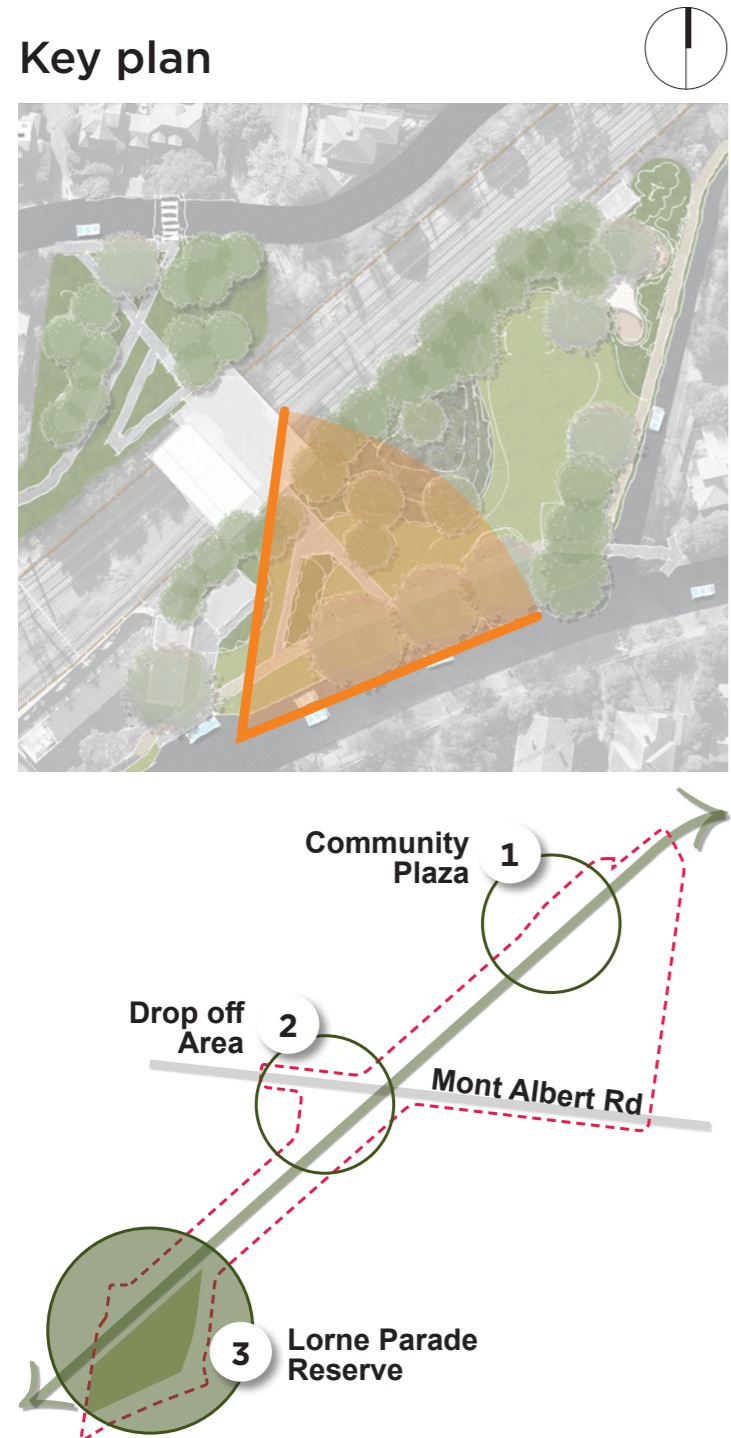 Key plan
Community
Plaza
1
Drop off
Area
2
Mont Albert Rd
3
Lorne Parade
Reserve